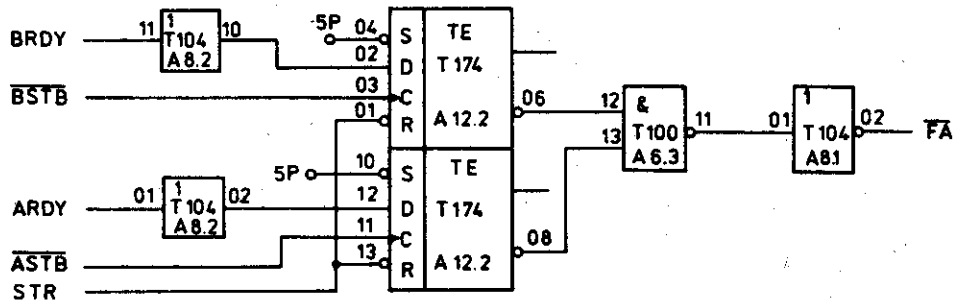 BRDY 11 1 T104 A8.2 10
5P 04 S TE
02 D T174
BSTB 03 C
01 R A12.2 06
12 & 11 01 1 02 FA
13 T100 A6.3 T104 A8.1
5P 10 S TE
ARDY 01 1 T104 A8.2 02 12 D T174
11 C
ASTB 13 R A12.2 08
STR